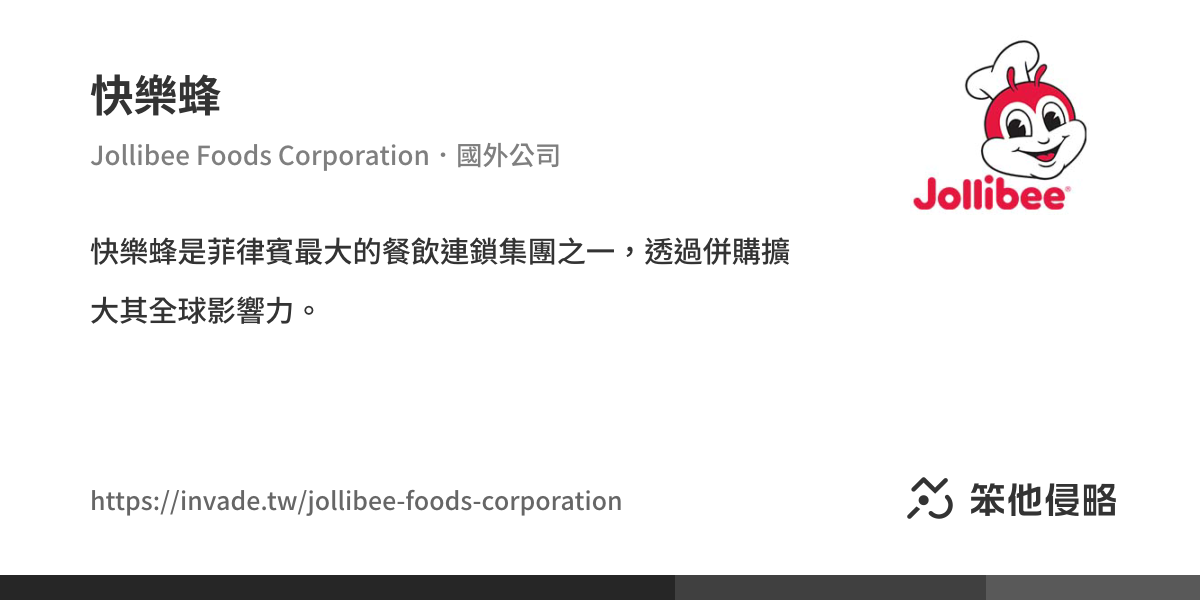 快樂蜂
Jollibee Foods Corporation・國外公司
Jollibee®
快樂蜂是菲律賓最大的餐飲連鎖集團之一，透過併購擴
大其全球影響力。
https://invade.tw/jollibee-foods-corporation
笨他侵略